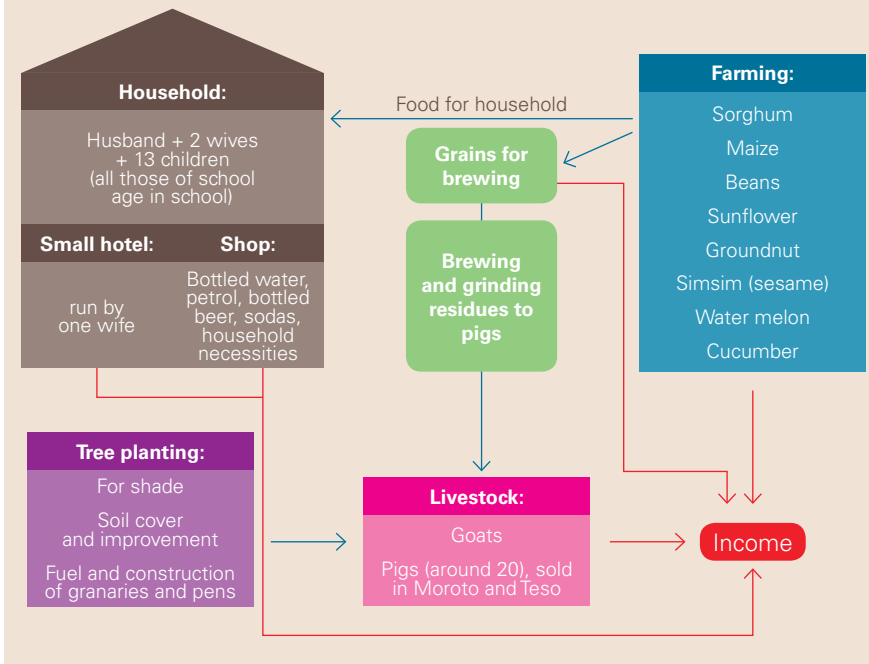 Household:
Husband + 2 wives
+ 13 children
(all those of school
age in school)
Small hotel:
run by
one wife
Shop:
Bottled water,
petrol, bottled
beer, sodas,
household
necessities
Food for household
Grains for
brewing
Brewing
and grinding
residues to
pigs
Farming:
Sorghum
Maize
Beans
Sunflower
Groundnut
Simsim (sesame)
Water melon
Cucumber
Tree planting:
For shade
Soil cover
and improvement
Fuel and construction
of granaries and pens
Livestock:
Goats
Pigs (around 20), sold
in Moroto and Teso
Income